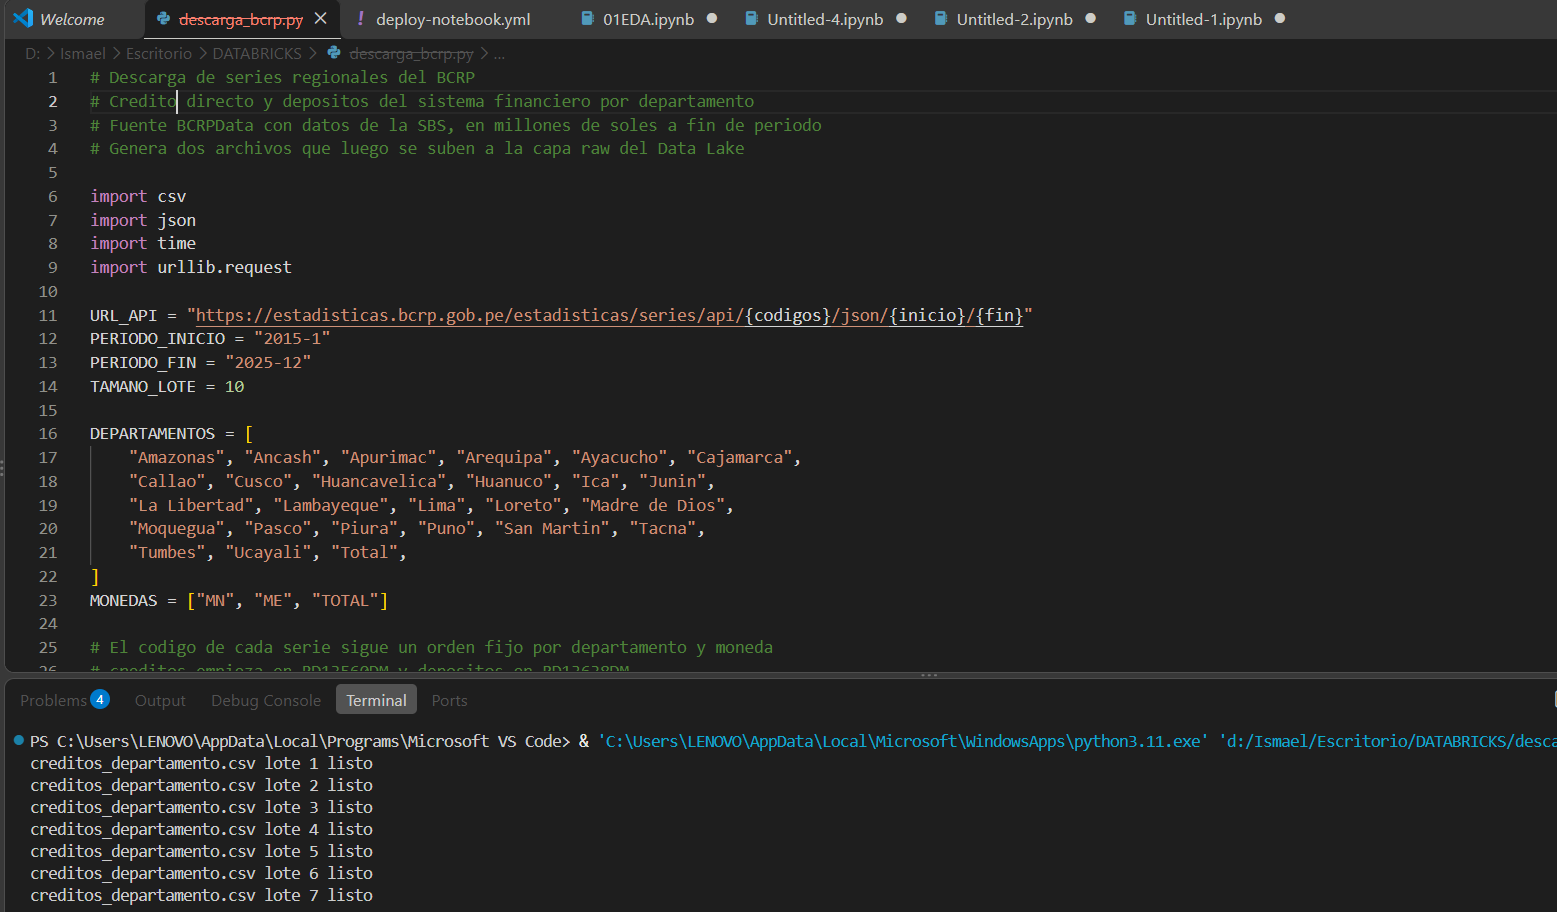 Welcome descarga_bcrp.py deploy-notebook.yml 01EDA.ipynb Untitled-4.ipynb Untitled-2.ipynb Untitled-1.ipynb
D: > Ismael > Escritorio > DATABRICKS > descarga_bcrp.py > ...
1 # Descarga de series regionales del BCRP
2 # Credito directo y depositos del sistema financiero por departamento
3 # Fuente BCRPData con datos de la SBS, en millones de soles a fin de periodo
4 # Genera dos archivos que luego se suben a la capa raw del Data Lake
5
6 import csv
7 import json
8 import time
9 import urllib.request
10
11 URL_API = "https://estadisticas.bcrp.gob.pe/estadisticas/series/api/{codigos}/json/{inicio}/{fin}"
12 PERIODO_INICIO = "2015-1"
13 PERIODO_FIN = "2025-12"
14 TAMANO_LOTE = 10
15
16 DEPARTAMENTOS = [
17 "Amazonas", "Ancash", "Apurimac", "Arequipa", "Ayacucho", "Cajamarca",
18 "Callao", "Cusco", "Huancavelica", "Huanuco", "Ica", "Junin",
19 "La Libertad", "Lambayeque", "Lima", "Loreto", "Madre de Dios",
20 "Moquegua", "Pasco", "Piura", "Puno", "San Martin", "Tacna",
21 "Tumbes", "Ucayali", "Total",
22 ]
23 MONEDAS = ["MN", "ME", "TOTAL"]
24
25 # El codigo de cada serie sigue un orden fijo por departamento y moneda
26 # creditos empieza en RD13560DM y depositos en
Problems 4 Output Debug Console Terminal Ports
PS C:\Users\LENOVO\AppData\Local\Programs\Microsoft VS Code> & 'C:\Users\LENOVO\AppData\Local\Microsoft\WindowsApps\python3.11.exe' 'd:/Ismael/Escritorio/DATABRICKS/desca
creditos_departamento.csv lote 1 listo
creditos_departamento.csv lote 2 listo
creditos_departamento.csv lote 3 listo
creditos_departamento.csv lote 4 listo
creditos_departamento.csv lote 5 listo
creditos_departamento.csv lote 6 listo
creditos_departamento.csv lote 7 listo